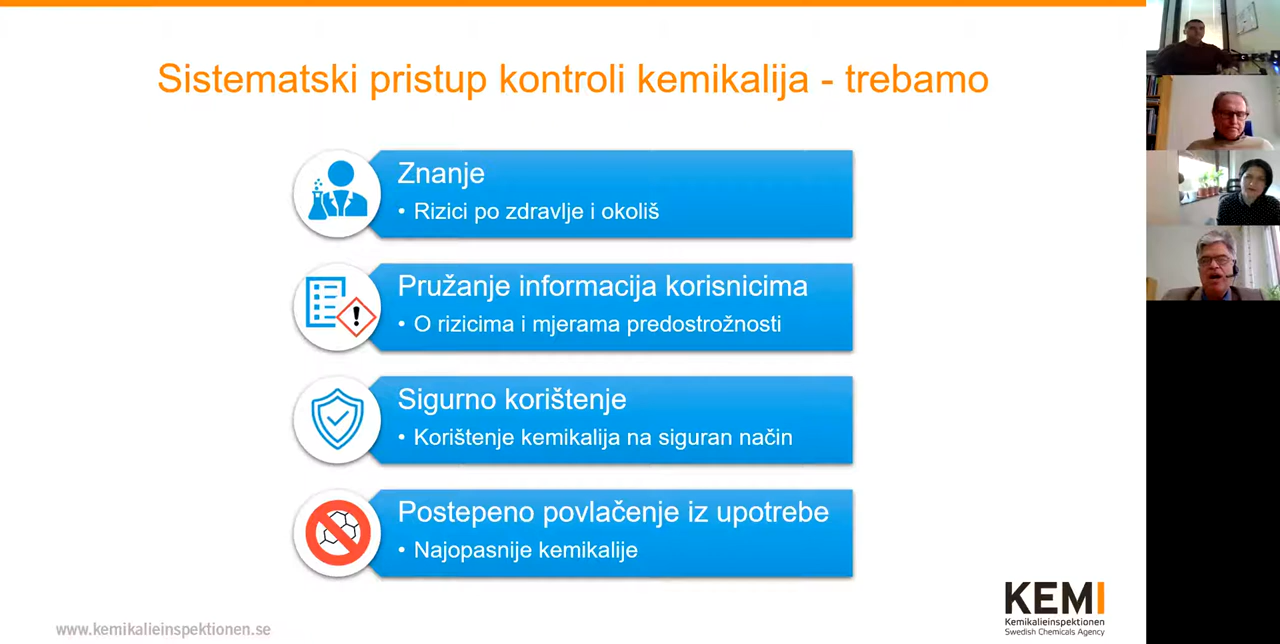 Sistematski pristup kontroli kemikalija - trebamo
Znanje
• Rizici po zdravlje i okoliš
Pružanje informacija korisnicima
• O rizicima i mjerama predostrožnosti
Sigurno korištenje
• Korištenje kemikalija na siguran način
Postepeno povlačenje iz upotrebe
• Najopasnije kemikalije
www.kemikalieinspektionen.se
KEMI
Kemikalieinspektionen
Swedish Chemicals Agency